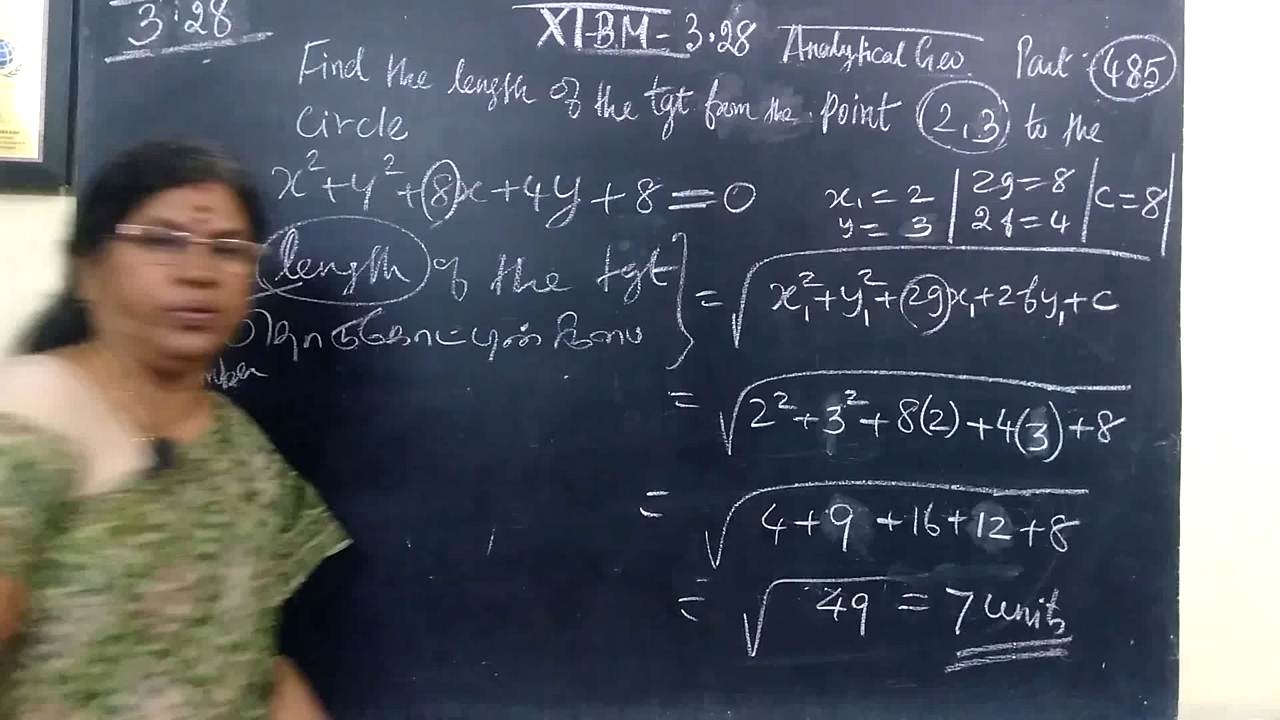 3.28
XI-B.M - 3.28 Analytical Geo. Part: 485
Find the length of the tgt from the point (2,3) to the
circle
x²+y²+8x+4y+8=0
x₁=2 | 2g=8 | c=8 |
y=3 | 2f=4
length of the tgt } = √(x₁²+y₁²+2gx₁+2fy₁+c)
= √(2²+3²+8(2)+4(3)+8)
= √(4+9+16+12+8)
= √49 = 7 units